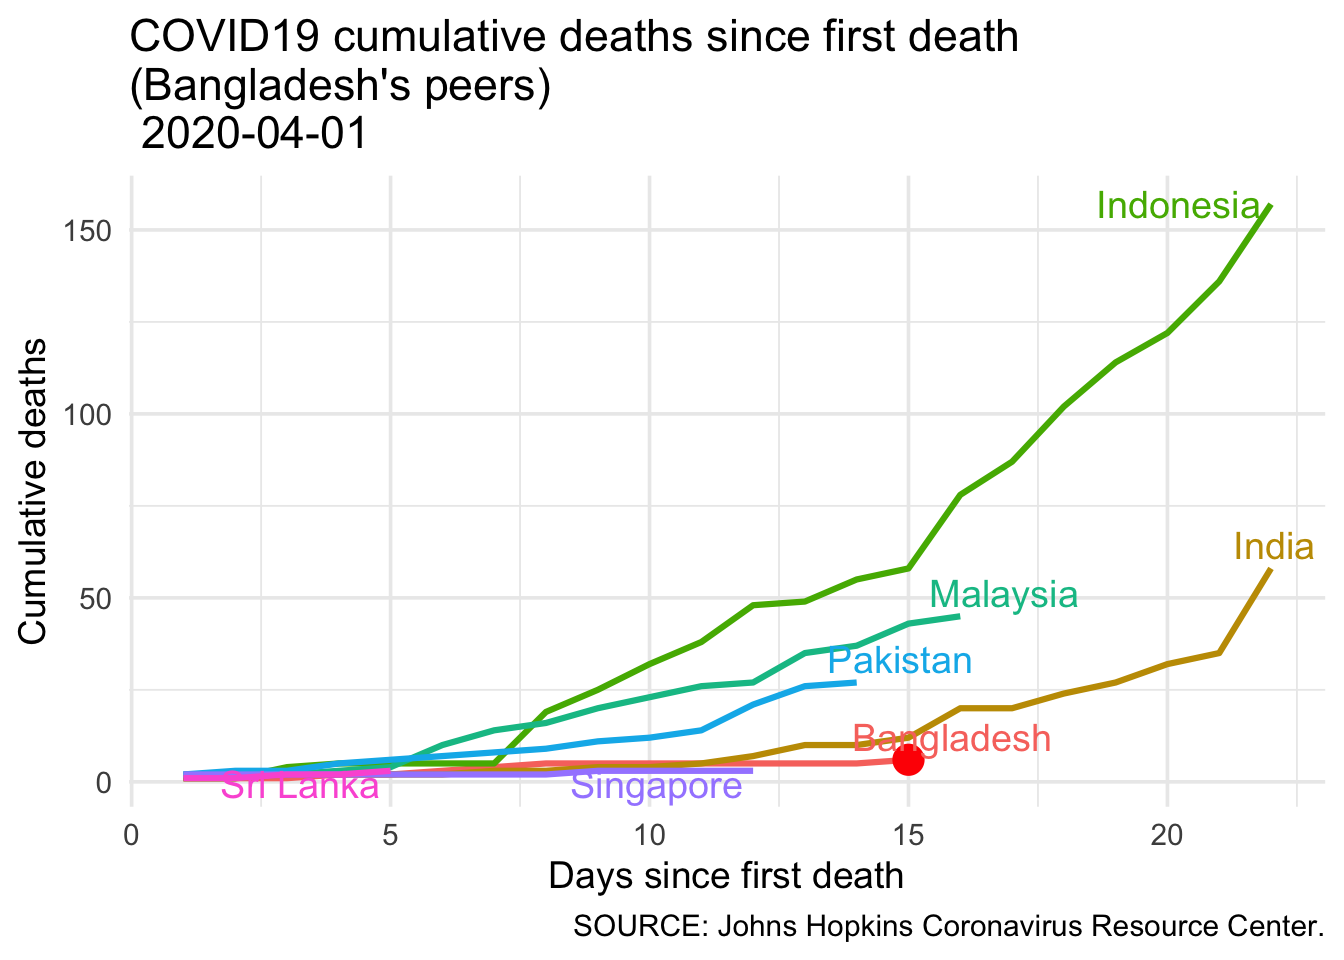 COVID19 cumulative deaths since first death
(Bangladesh's peers)
2020-04-01
Indonesia
150
100
India
Malaysia
50
Pakistan
Bangladesh
Sri Lanka
Singapore
0
0
5
10
15
20
Cumulative deaths
Days since first death
SOURCE: Johns Hopkins Coronavirus Resource Center.